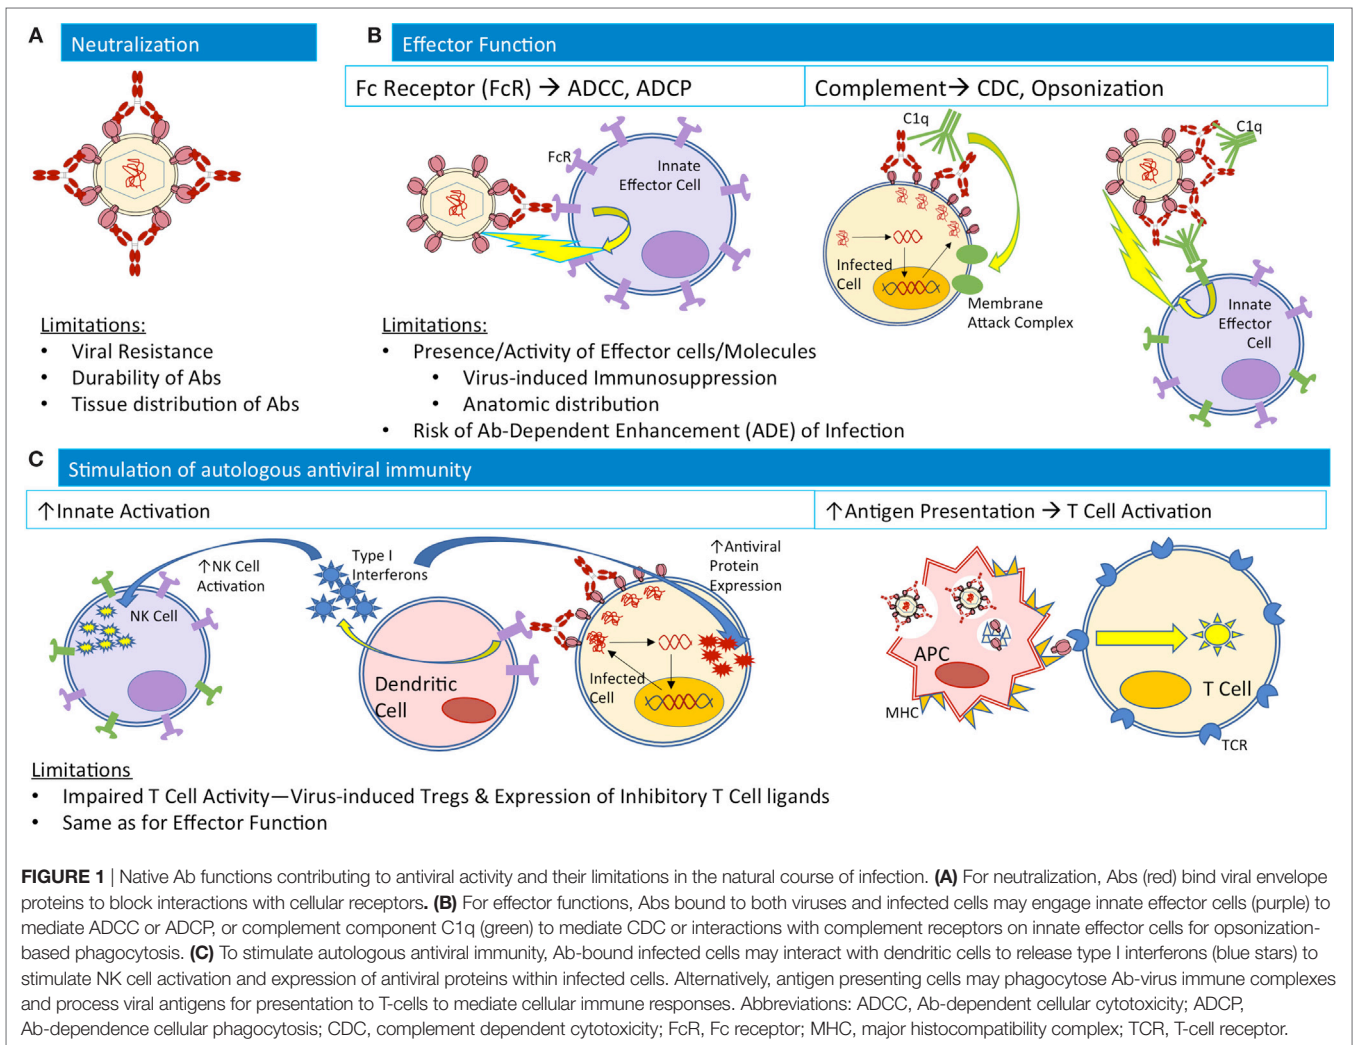 A
Neutralization
B
Effector Function
Fc Receptor (FcR) → ADCC, ADCP
Complement→ CDC, Opsonization
FcR
Innate
Effector Cell
C1q
Infected
Cell
Membrane
Attack Complex
C1q
Innate
Effector
Cell
Limitations:
• Viral Resistance
• Durability of Abs
• Tissue distribution of Abs
Limitations:
• Presence/Activity of Effector cells/Molecules
• Virus-induced Immunosuppression
• Anatomic distribution
• Risk of Ab-Dependent Enhancement (ADE) of Infection
C
Stimulation of autologous antiviral immunity
↑Innate Activation
↑Antigen Presentation → T Cell Activation
↑NK Cell
Activation
NK Cell
Type I
Interferons
Dendritic
Cell
↑Antiviral
Protein
Expression
Infected
Cell
APC
MHC
T Cell
TCR
Limitations
• Impaired T Cell Activity—Virus-induced Tregs & Expression of Inhibitory T Cell ligands
• Same as for Effector Function
FIGURE 1 | Native Ab functions contributing to antiviral activity and their limitations in the natural course of infection. (A) For neutralization, Abs (red) bind viral envelope
proteins to block interactions with cellular receptors. (B) For effector functions, Abs bound to both viruses and infected cells may engage innate effector cells (purple) to
mediate ADCC or ADCP, or complement component C1q (green) to mediate CDC or interactions with complement receptors on innate effector cells for opsonization-
based phagocytosis. (C) To stimulate autologous antiviral immunity, Ab-bound infected cells may interact with dendritic cells to release type I interferons (blue stars) to
stimulate NK cell activation and expression of antiviral proteins within infected cells. Alternatively, antigen presenting cells may phagocytose Ab-virus immune complexes
and process viral antigens for presentation to T-cells to mediate cellular immune responses. Abbreviations: ADCC, Ab-dependent cellular cytotoxicity; ADCP,
Ab-dependence cellular phagocytosis; CDC, complement dependent cytotoxicity; FcR, Fc receptor; MHC, major histocompatibility complex; TCR, T-cell receptor.